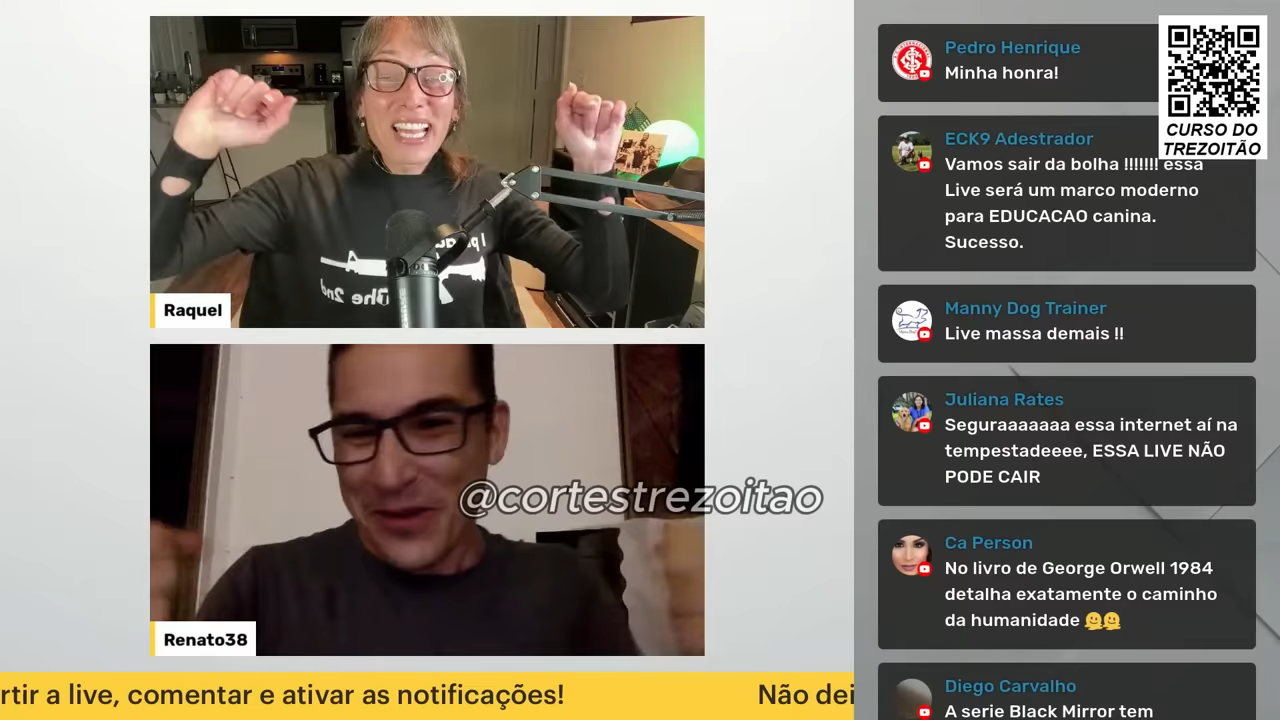 Raquel
Renato38
@cortestrezoitao
rtir a live, comentar e ativar as notificações!
Não dei
CURSO DO
TREZOITÃO
Pedro Henrique
Minha honra!
ECK9 Adestrador
Vamos sair da bolha !!!!!!! essa
Live será um marco moderno
para EDUCACAO canina.
Sucesso.
Manny Dog Trainer
Live massa demais !!
Juliana Rates
Seguraaaaaaa essa internet aí na
tempestadeeee, ESSA LIVE NÃO
PODE CAIR
Ca Person
No livro de George Orwell 1984
detalha exatamente o caminho
da humanidade 🫠🫠
Diego Carvalho
A serie Black Mirror tem